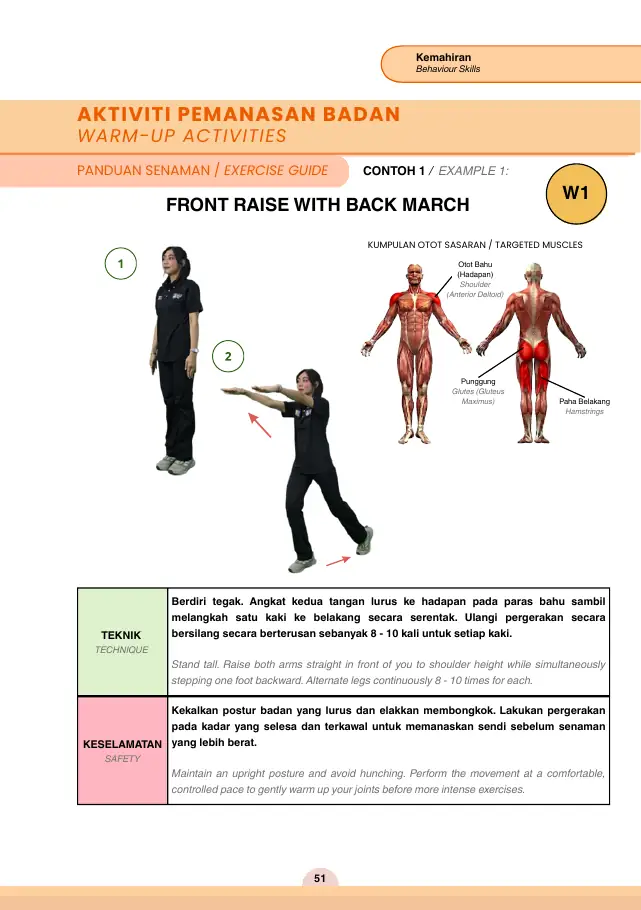 Kemahiran
Behaviour Skills
AKTIVITI PEMANASAN BADAN
WARM-UP ACTIVITIES
PANDUAN SENAMAN / EXERCISE GUIDE
CONTOH 1 / EXAMPLE 1:
W1
FRONT RAISE WITH BACK MARCH
1
2
KUMPULAN OTOT SASARAN / TARGETED MUSCLES
Otot Bahu
(Hadapan)
Shoulder
(Anterior Deltoid)
Punggung
Glutes (Gluteus
Maximus)
Paha Belakang
Hamstrings
TEKNIK
TECHNIQUE
Berdiri tegak. Angkat kedua tangan lurus ke hadapan pada paras bahu sambil
melangkah satu kaki ke belakang secara serentak. Ulangi pergerakan secara
bersilang secara berterusan sebanyak 8 - 10 kali untuk setiap kaki.
Stand tall. Raise both arms straight in front of you to shoulder height while simultaneously
stepping one foot backward. Alternate legs continuously 8 - 10 times for each.
KESELAMATAN
SAFETY
Kekalkan postur badan yang lurus dan elakkan membongkok. Lakukan pergerakan
pada kadar yang selesa dan terkawal untuk memanaskan sendi sebelum senaman
yang lebih berat.
Maintain an upright posture and avoid hunching. Perform the movement at a comfortable,
controlled pace to gently warm up your joints before more intense exercises.
51